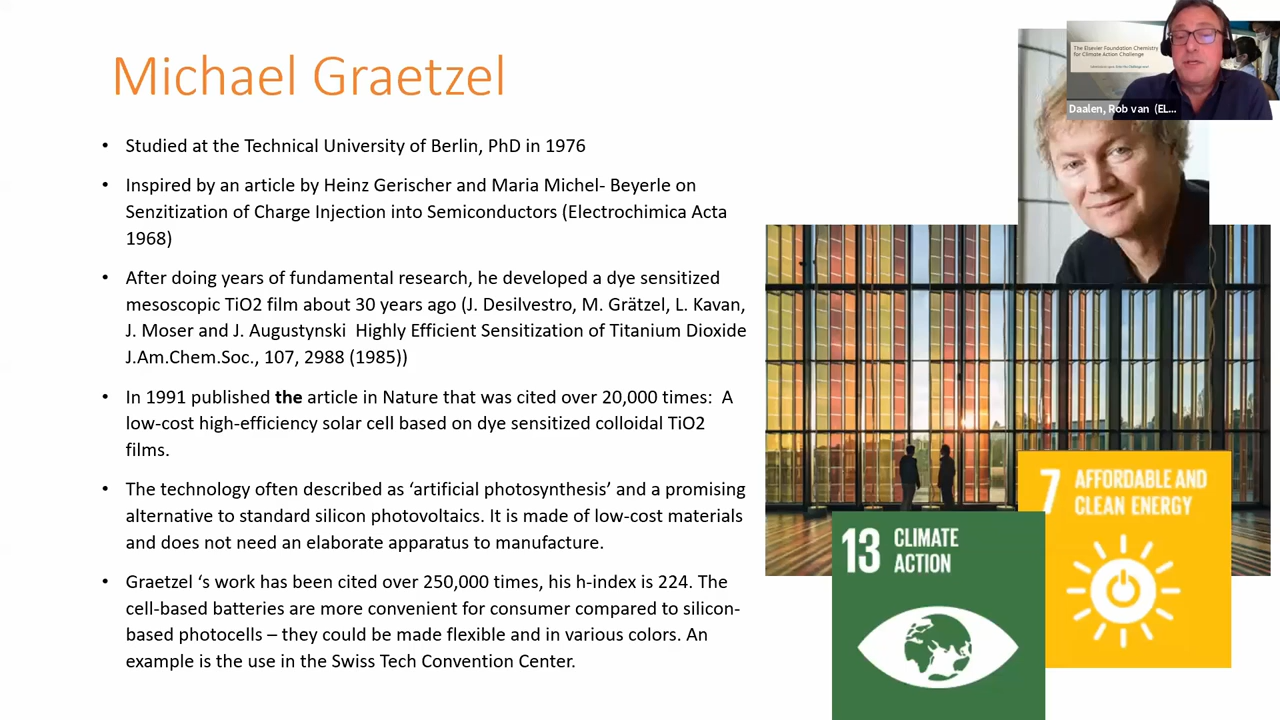 Michael Graetzel
• Studied at the Technical University of Berlin, PhD in 1976
• Inspired by an article by Heinz Gerischer and Maria Michel- Beyerle on
Senzitization of Charge Injection into Semiconductors (Electrochimica Acta
1968)
• After doing years of fundamental research, he developed a dye sensitized
mesoscopic TiO2 film about 30 years ago (J. Desilvestro, M. Grätzel, L. Kavan,
J. Moser and J. Augustynski Highly Efficient Sensitization of Titanium Dioxide
J.Am.Chem.Soc., 107, 2988 (1985))
• In 1991 published the article in Nature that was cited over 20,000 times: A
low-cost high-efficiency solar cell based on dye sensitized colloidal TiO2
films.
• The technology often described as ‘artificial photosynthesis’ and a promising
alternative to standard silicon photovoltaics. It is made of low-cost materials
and does not need an elaborate apparatus to manufacture.
• Graetzel ‘s work has been cited over 250,000 times, his h-index is 224. The
cell-based batteries are more convenient for consumer compared to silicon-
based photocells – they could be made flexible and in various colors. An
example is the use in the Swiss Tech Convention Center.
The Elsevier Foundation Chemistry
for Climate Action Challenge
Daalen, Rob van (EL...
7 AFFORDABLE AND
CLEAN ENERGY
13 CLIMATE
ACTION